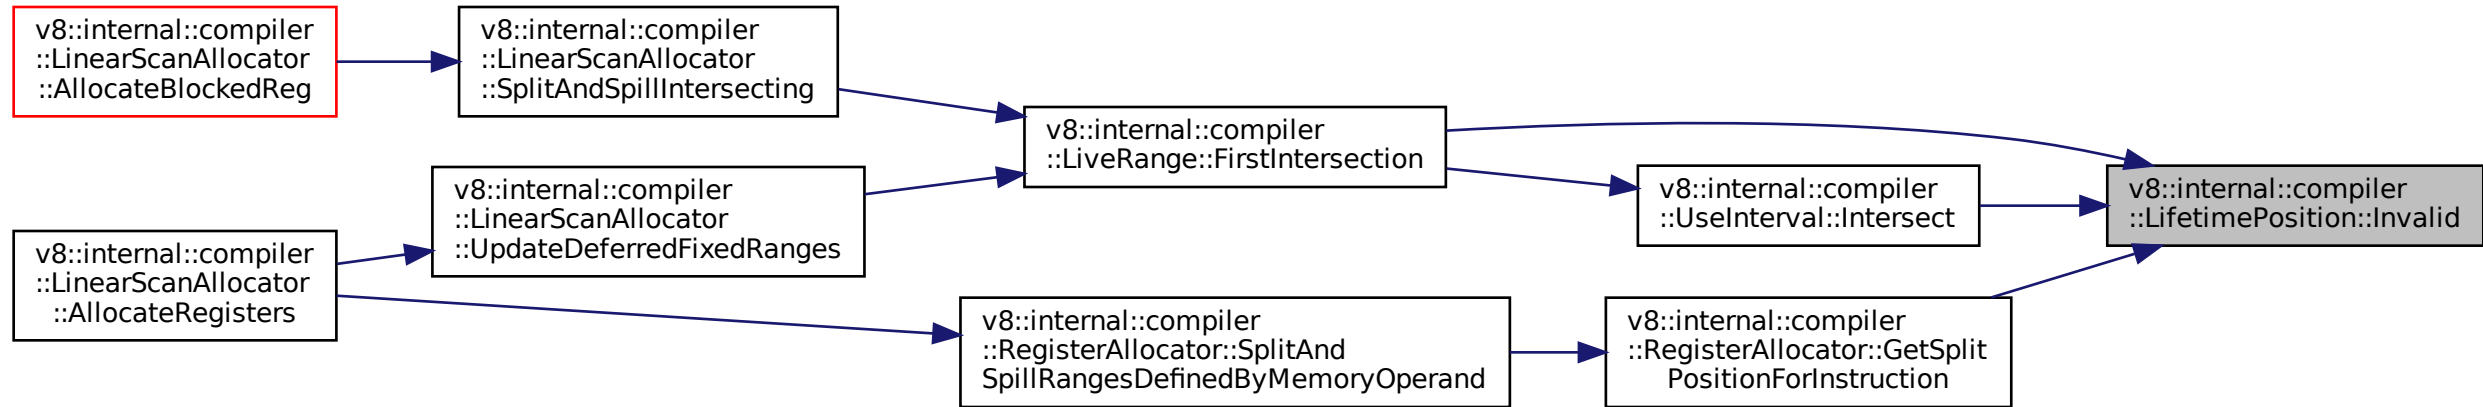 v8::internal::compiler
::LinearScanAllocator
::AllocateBlockedReg
v8::internal::compiler
::LinearScanAllocator
::SplitAndSpillIntersecting
v8::internal::compiler
::LiveRange::FirstIntersection
v8::internal::compiler
::LinearScanAllocator
::UpdateDeferredFixedRanges
v8::internal::compiler
::UseInterval::Intersect
v8::internal::compiler
::LifetimePosition::Invalid
v8::internal::compiler
::LinearScanAllocator
::AllocateRegisters
v8::internal::compiler
::RegisterAllocator::SplitAnd
SpillRangesDefinedByMemoryOperand
v8::internal::compiler
::RegisterAllocator::GetSplit
PositionForInstruction